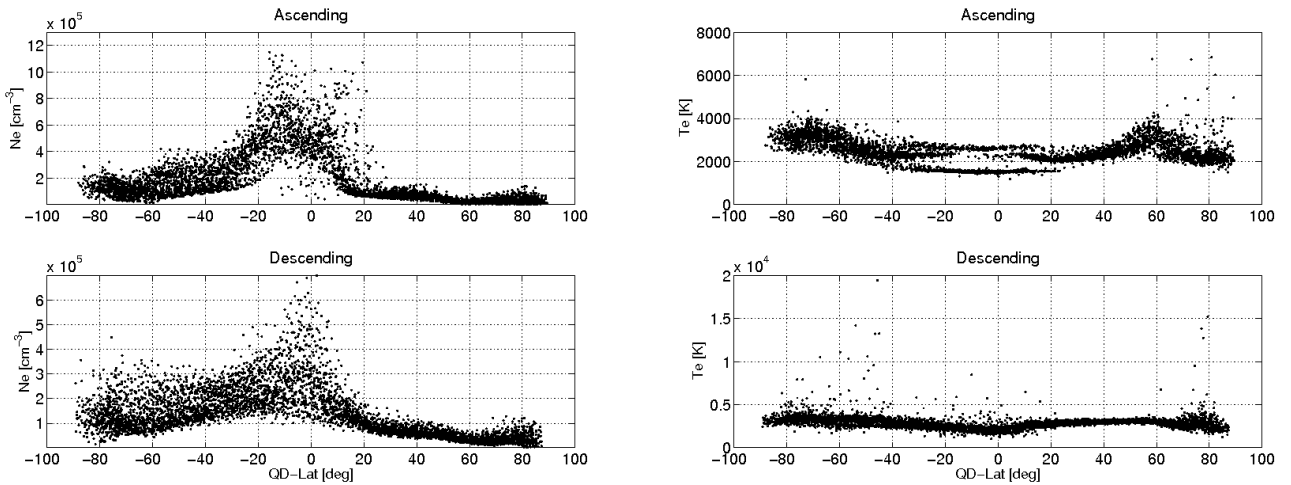 Ascending
x 10^5
Ne [cm^-3]
12
10
8
6
4
2
−100 −80 −60 −40 −20 0 20 40 60 80 100
Ascending
Te [K]
8000
6000
4000
2000
0
−100 −80 −60 −40 −20 0 20 40 60 80 100
Descending
x 10^5
Ne [cm^-3]
6
5
4
3
2
1
−100 −80 −60 −40 −20 0 20 40 60 80 100
QD−Lat [deg]
Descending
x 10^4
Te [K]
2
1.5
1
0.5
0
−100 −80 −60 −40 −20 0 20 40 60 80 100
QD−Lat [deg]